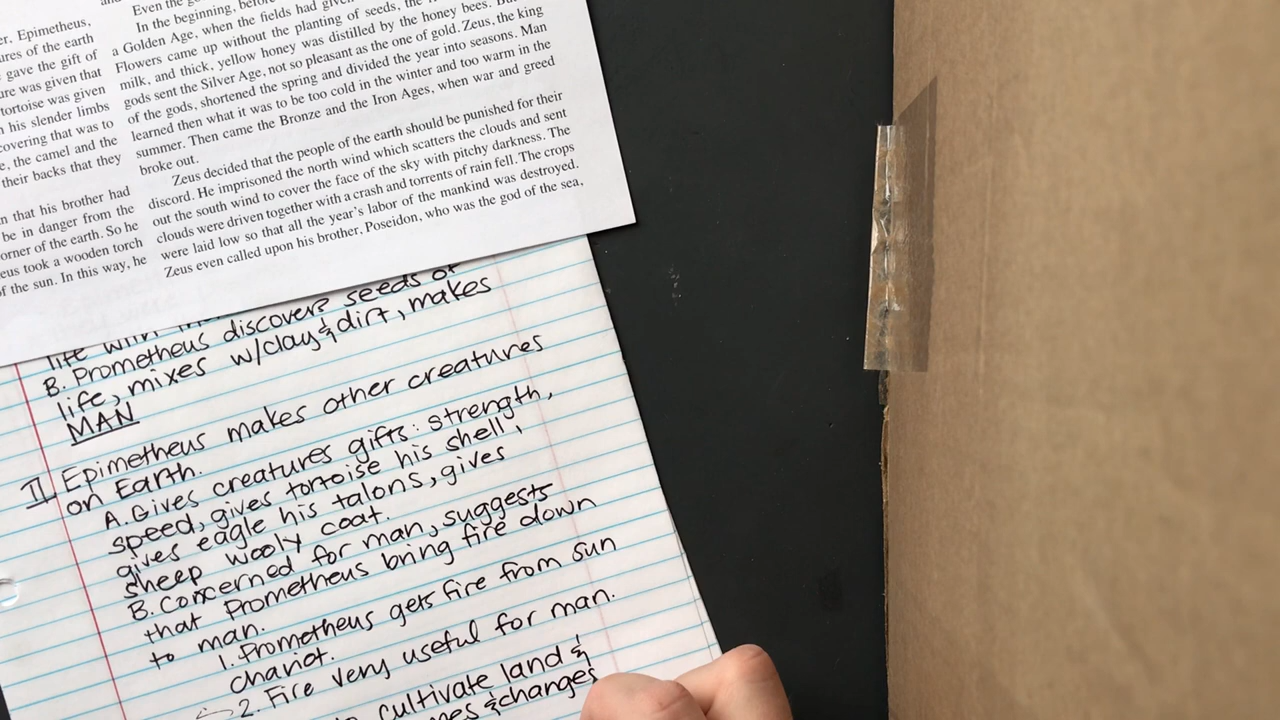 er, Epimetheus,
ures of the earth
gave the gift of
ure was given that
tortoise was given
his slender limbs
covering that was to
e, the camel and the
their backs that they
n that his brother had
be in danger from the
orner of the earth. So he
eus took a wooden torch
of the sun. In this way, he
Even the
In the beginning,
a Golden Age, when the fields had
Flowers came up without the planting of seeds, the
milk, and thick, yellow honey was distilled by the honey bees.
gods sent the Silver Age, not so pleasant as the one of gold. Zeus, the king
of the gods, shortened the spring and divided the year into seasons. Man
learned then what it was to be too cold in the winter and too warm in the
summer. Then came the Bronze and the Iron Ages, when war and greed
broke out.
Zeus decided that the people of the earth should be punished for their
discord. He imprisoned the north wind which scatters the clouds and sent
out the south wind to cover the face of the sky with pitchy darkness. The
clouds were driven together with a crash and torrents of rain fell. The crops
were laid low so that all the year's labor of the mankind was destroyed.
Zeus even called upon his brother, Poseidon, who was the god of the sea,
life
B. Prometheus discovers seeds of
life, mixes w/clay & dirt, makes
MAN
II. Epimetheus makes other creatures
on Earth.
A. Gives creatures gifts: strength,
speed, gives tortoise his shell,
gives eagle his talons, gives
sheep wooly coat.
B. Concerned for man, suggests
that Prometheus bring fire down
to man.
1. Prometheus gets fire from sun
chariot.
2. Fire very useful for man.
cultivate land &
& changes